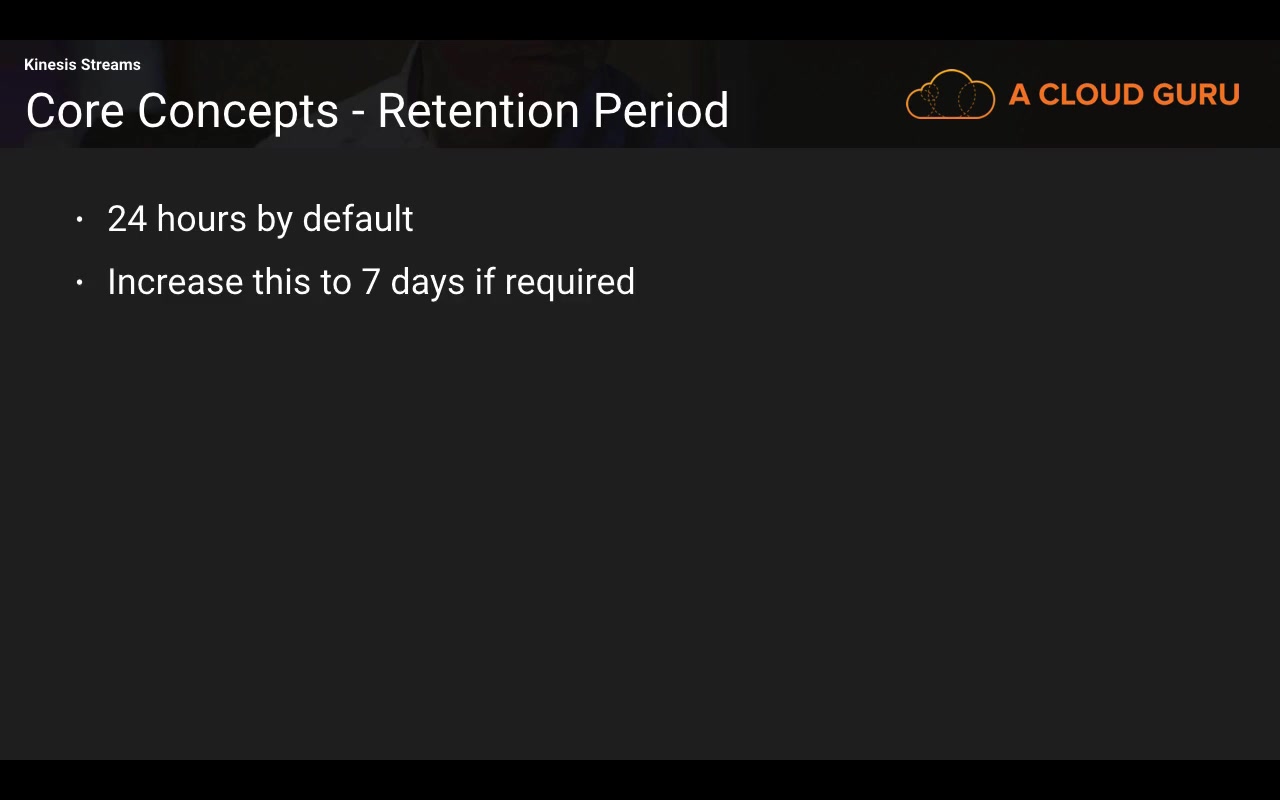 Kinesis Streams
Core Concepts - Retention Period
A CLOUD GURU
• 24 hours by default
• Increase this to 7 days if required